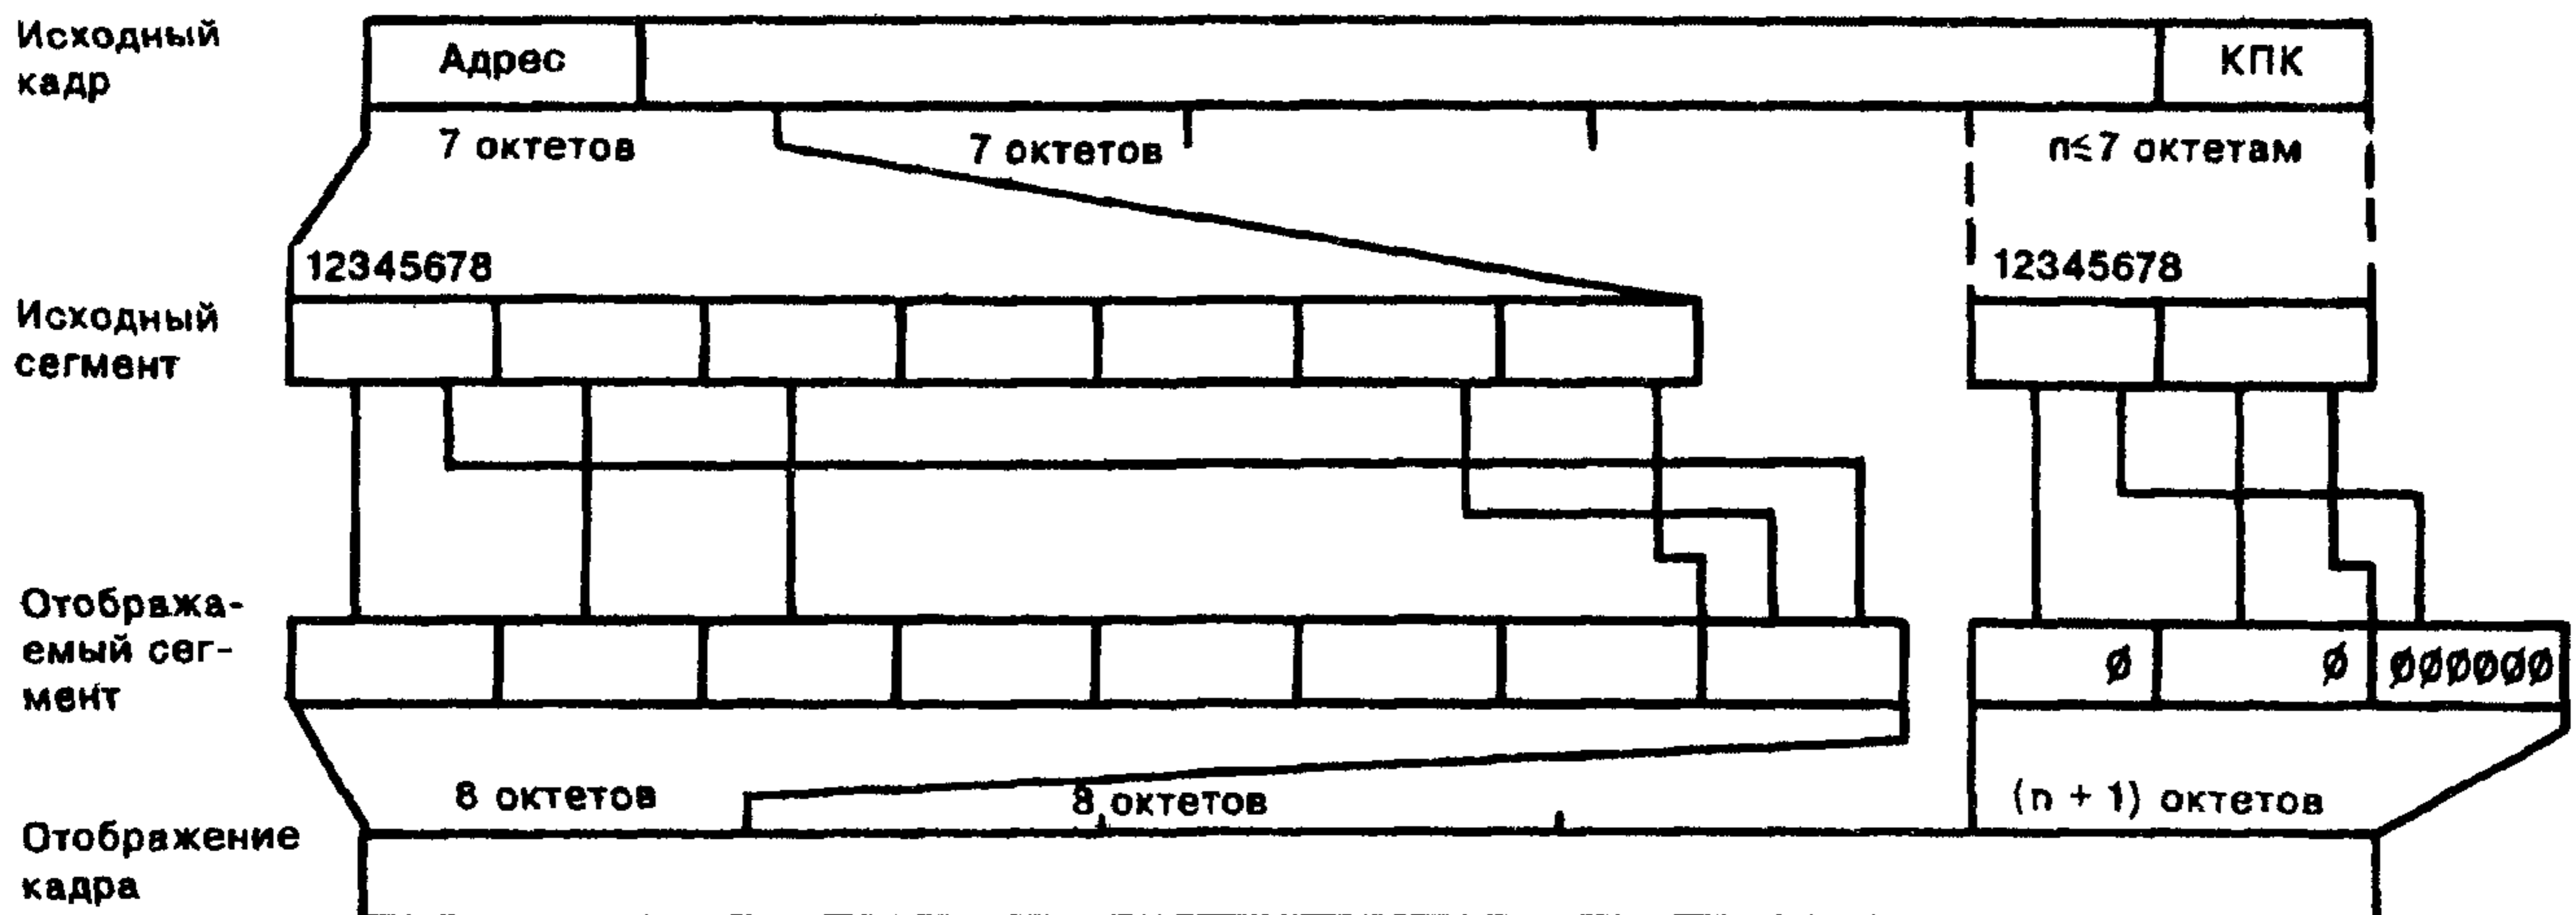 Исходный
кадр
Адрес
КПК
7 октетов
7 октетов
n≤7 октетам
12345678
12345678
Исходный
сегмент
Отобража-
емый сег-
мент
ø
ø
øøøøøø
8 октетов
8 октетов
(n + 1) октетов
Отображение
кадра